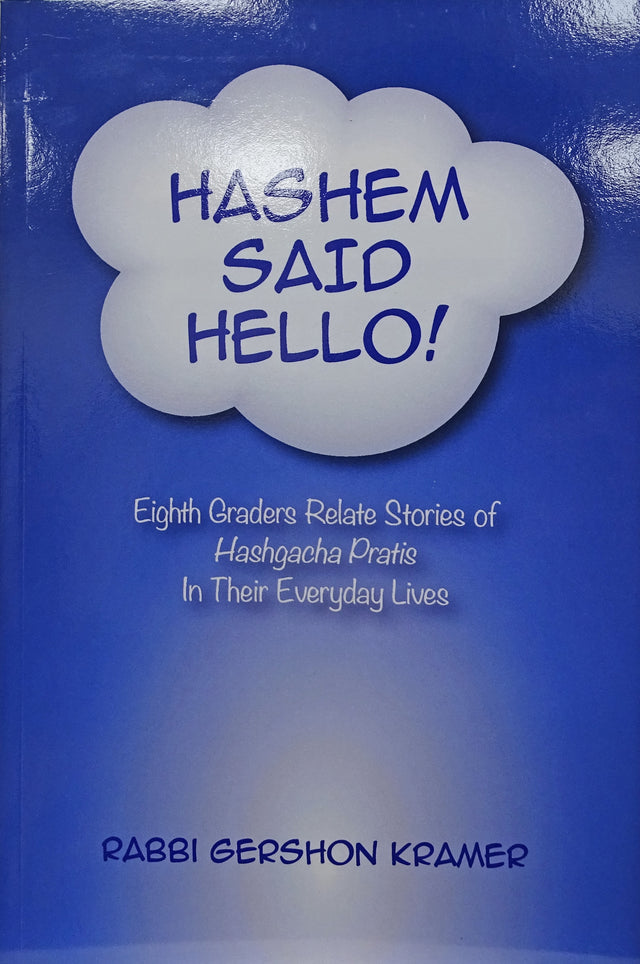 HASHEM
SAID
HELLO!
Eighth Graders Relate Stories of
Hashgacha Pratis
In Their Everyday Lives
RABBI GERSHON KRAMER